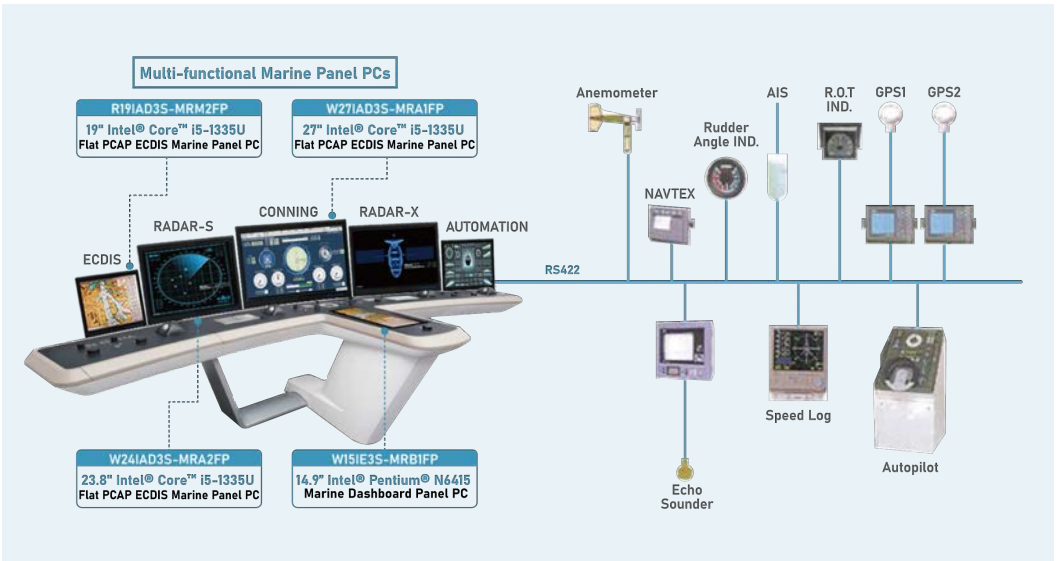 Multi-functional Marine Panel PCs
R19IAD3S-MRM2FP
19" Intel® Core™ i5-1335U
Flat PCAP ECDIS Marine Panel PC
W27IAD3S-MRA1FP
27" Intel® Core™ i5-1335U
Flat PCAP ECDIS Marine Panel PC
ECDIS
RADAR-S
CONNING
RADAR-X
AUTOMATION
W24IAD3S-MRA2FP
23.8" Intel® Core™ i5-1335U
Flat PCAP ECDIS Marine Panel PC
W15IE3S-MRB1FP
14.9" Intel® Pentium® N6415
Marine Dashboard Panel PC
RS422
Anemometer
NAVTEX
Rudder
Angle IND.
AIS
R.O.T
IND.
GPS1
GPS2
Echo
Sounder
Speed Log
Autopilot